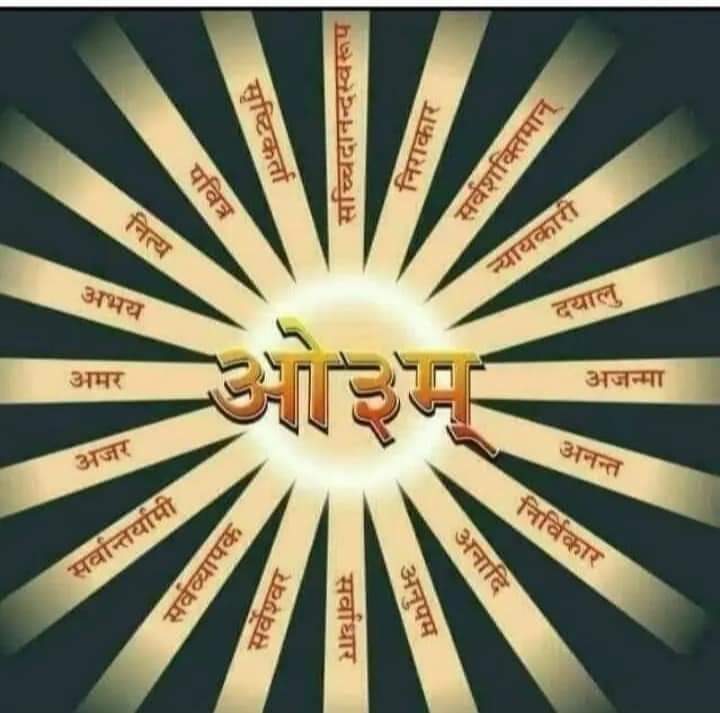 ओ३म्
सच्चिदानन्दस्वरूप
निराकार
सर्वशक्तिमान्
न्यायकारी
दयालु
अजन्मा
अनन्त
निर्विकार
अनादि
अनुपम
सर्वाधार
सर्वेश्वर
सर्वव्यापक
सर्वान्तर्यामी
अजर
अमर
अभय
नित्य
पवित्र
सृष्टिकर्ता